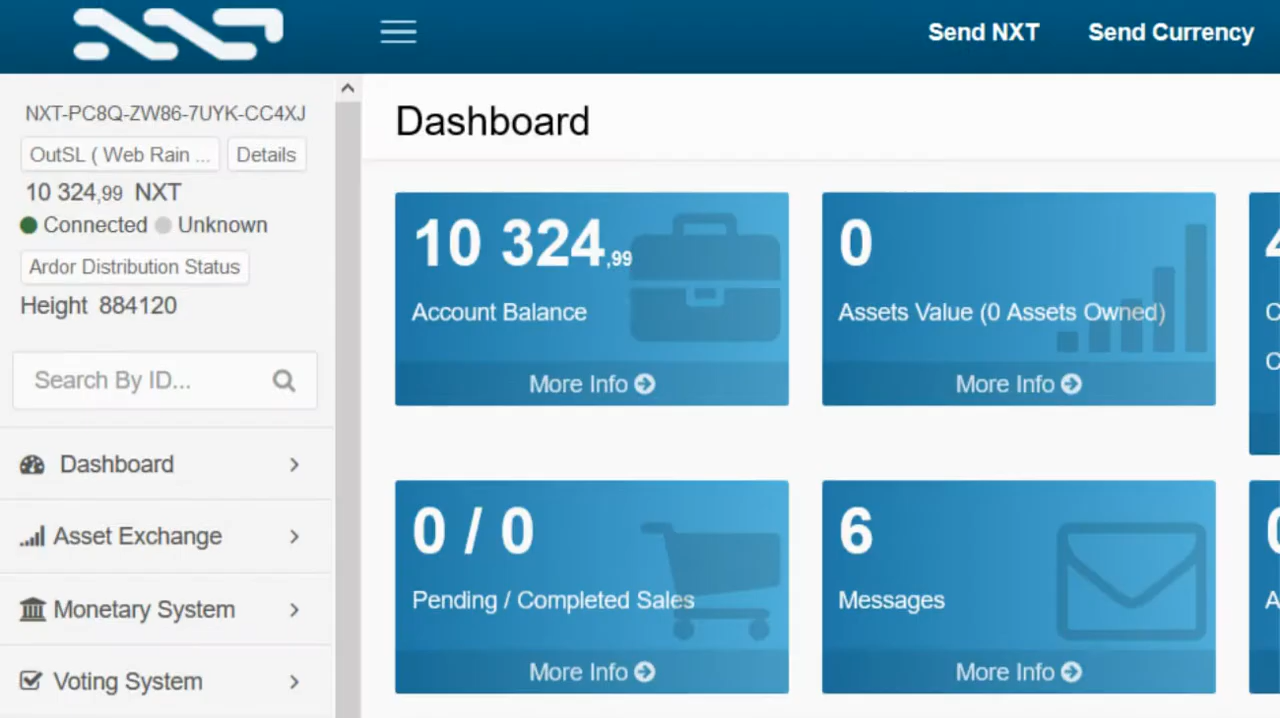 NXT
Send NXT
Send Currency
NXT-PC8Q-ZW86-7UYK-CC4XJ
OutSL ( Web Rain ...
Details
10 324,99 NXT
Connected
Unknown
Ardor Distribution Status
Height 884120
Search By ID...
Dashboard
Asset Exchange
Monetary System
Voting System
Dashboard
10 324,99
Account Balance
More Info
0
Assets Value (0 Assets Owned)
More Info
0 / 0
Pending / Completed Sales
More Info
6
Messages
More Info